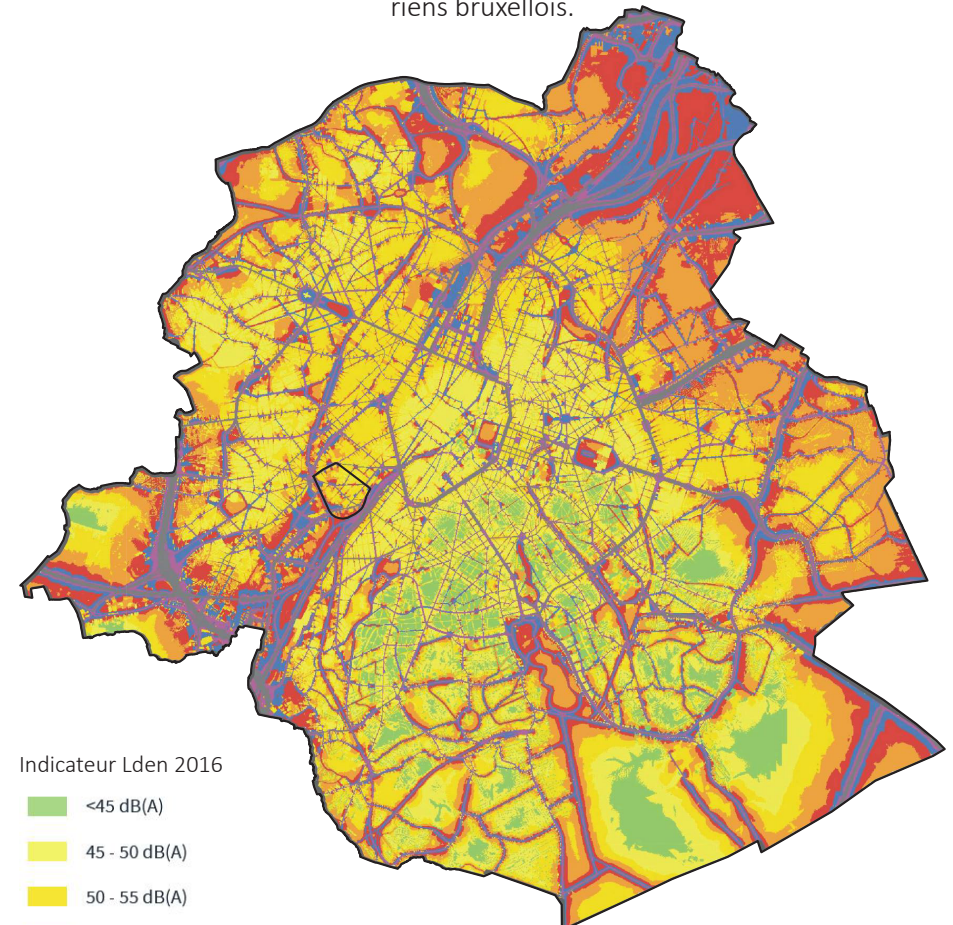 riens bruxellois.
Indicateur Lden 2016
<45 dB(A)
45 - 50 dB(A)
50 - 55 dB(A)